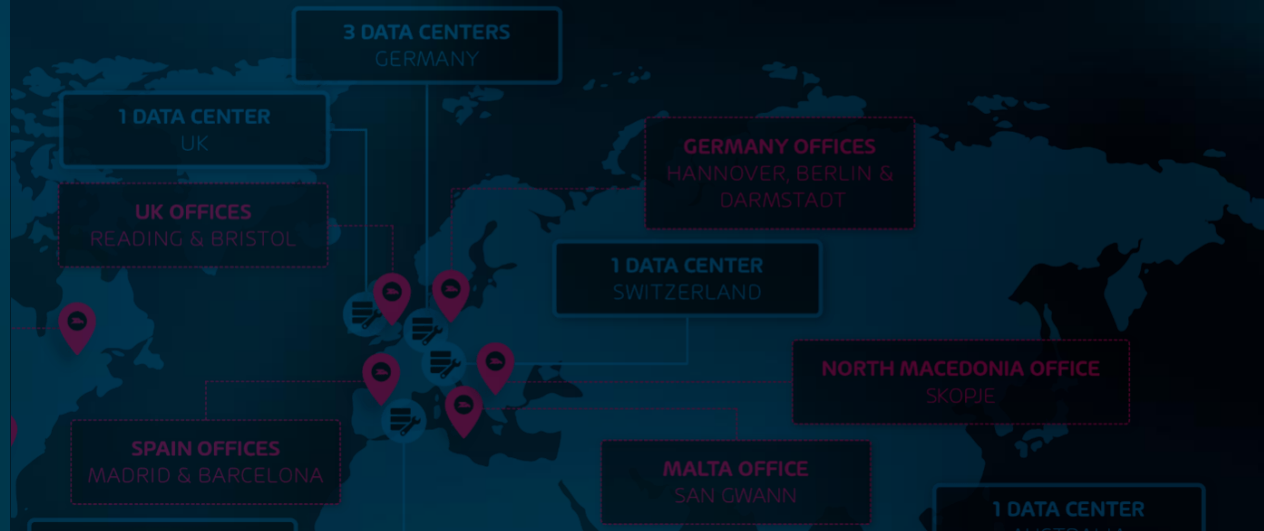 3 DATA CENTERS
GERMANY
1 DATA CENTER
UK
GERMANY OFFICES
HANNOVER, BERLIN &
DARMSTADT
UK OFFICES
READING & BRISTOL
1 DATA CENTER
SWITZERLAND
NORTH MACEDONIA OFFICE
SKOPJE
SPAIN OFFICES
MADRID & BARCELONA
MALTA OFFICE
SAN GWANN
1 DATA CENTER
AUSTRALIA